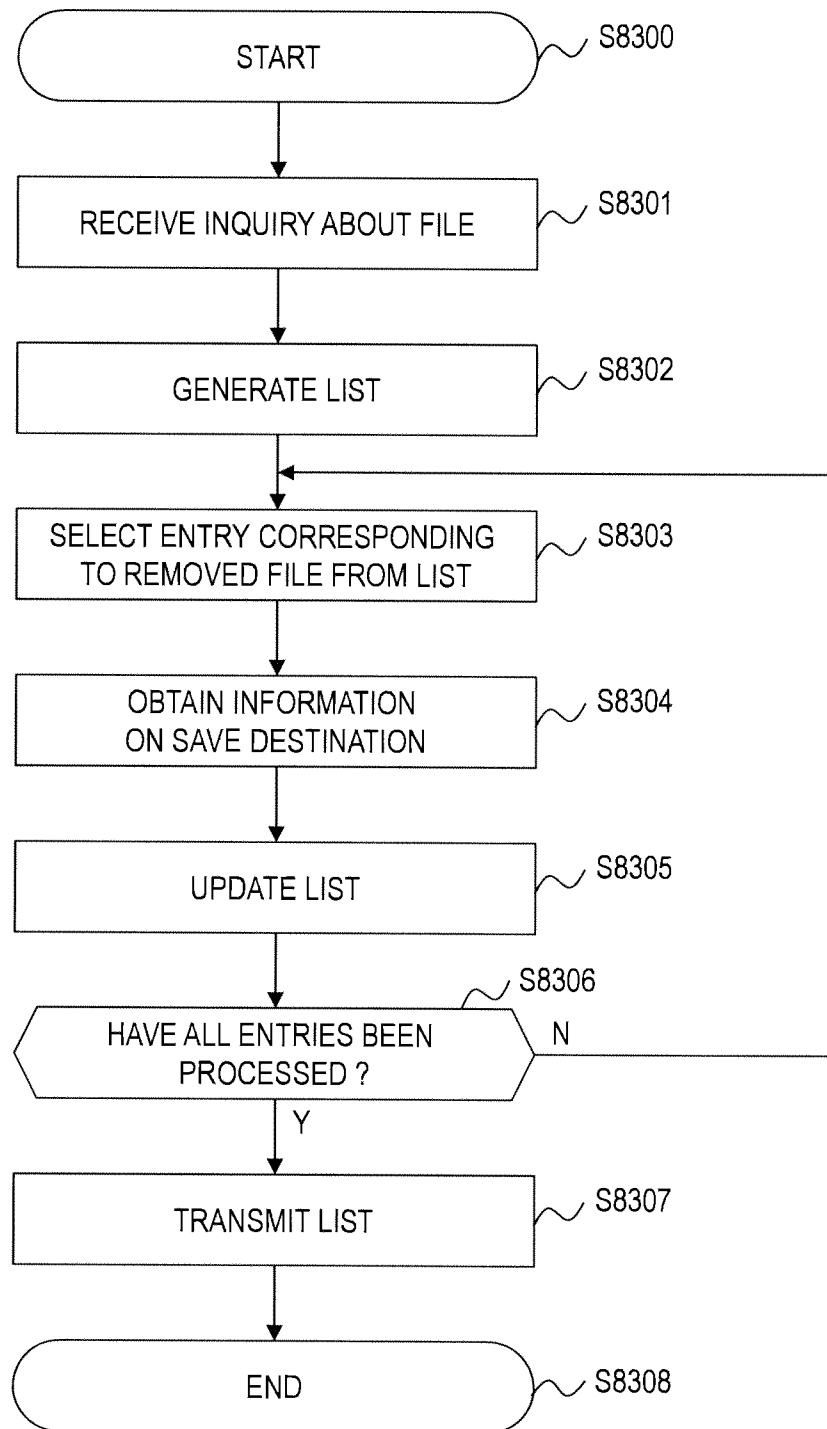 START
S8300
RECEIVE INQUIRY ABOUT FILE
S8301
GENERATE LIST
S8302
SELECT ENTRY CORRESPONDING
TO REMOVED FILE FROM LIST
S8303
OBTAIN INFORMATION
ON SAVE DESTINATION
S8304
UPDATE LIST
S8305
S8306
HAVE ALL ENTRIES BEEN
PROCESSED ?
N
Y
TRANSMIT LIST
S8307
END
S8308